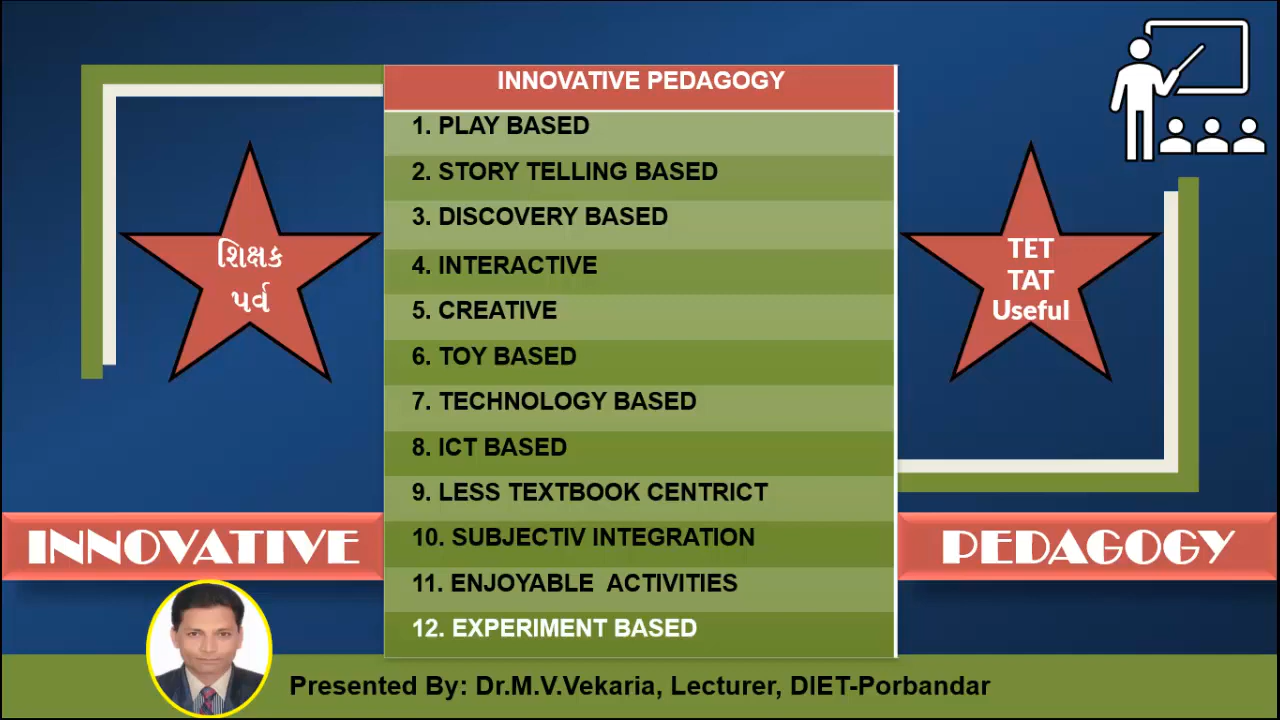 INNOVATIVE PEDAGOGY
1. PLAY BASED
2. STORY TELLING BASED
3. DISCOVERY BASED
4. INTERACTIVE
5. CREATIVE
6. TOY BASED
7. TECHNOLOGY BASED
8. ICT BASED
9. LESS TEXTBOOK CENTRICT
10. SUBJECTIV INTEGRATION
11. ENJOYABLE  ACTIVITIES
12. EXPERIMENT BASED
શિક્ષક
પર્વ
TET
TAT
Useful
INNOVATIVE
PEDAGOGY
Presented By: Dr.M.V.Vekaria, Lecturer, DIET-Porbandar